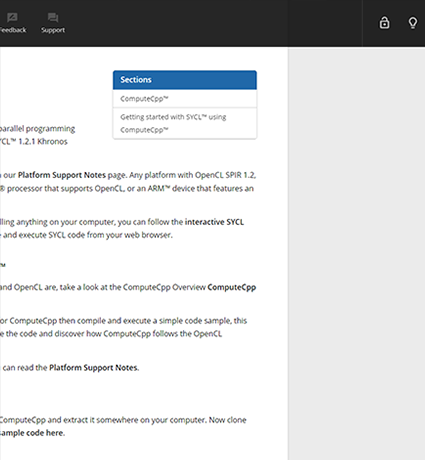 Feedback
Support
Sections
ComputeCpp™
Getting started with SYCL™ using
ComputeCpp™
parallel programming
YCL™ 1.2.1 Khronos
our Platform Support Notes page. Any platform with OpenCL SPIR 1.2,
® processor that supports OpenCL, or an ARM™ device that features an
lling anything on your computer, you can follow the interactive SYCL
and execute SYCL code from your web browser.
™
and OpenCL are, take a look at the ComputeCpp Overview ComputeCpp
or ComputeCpp then compile and execute a simple code sample, this
e the code and discover how ComputeCpp follows the OpenCL
can read the Platform Support Notes.
ComputeCpp and extract it somewhere on your computer. Now clone
sample code here.